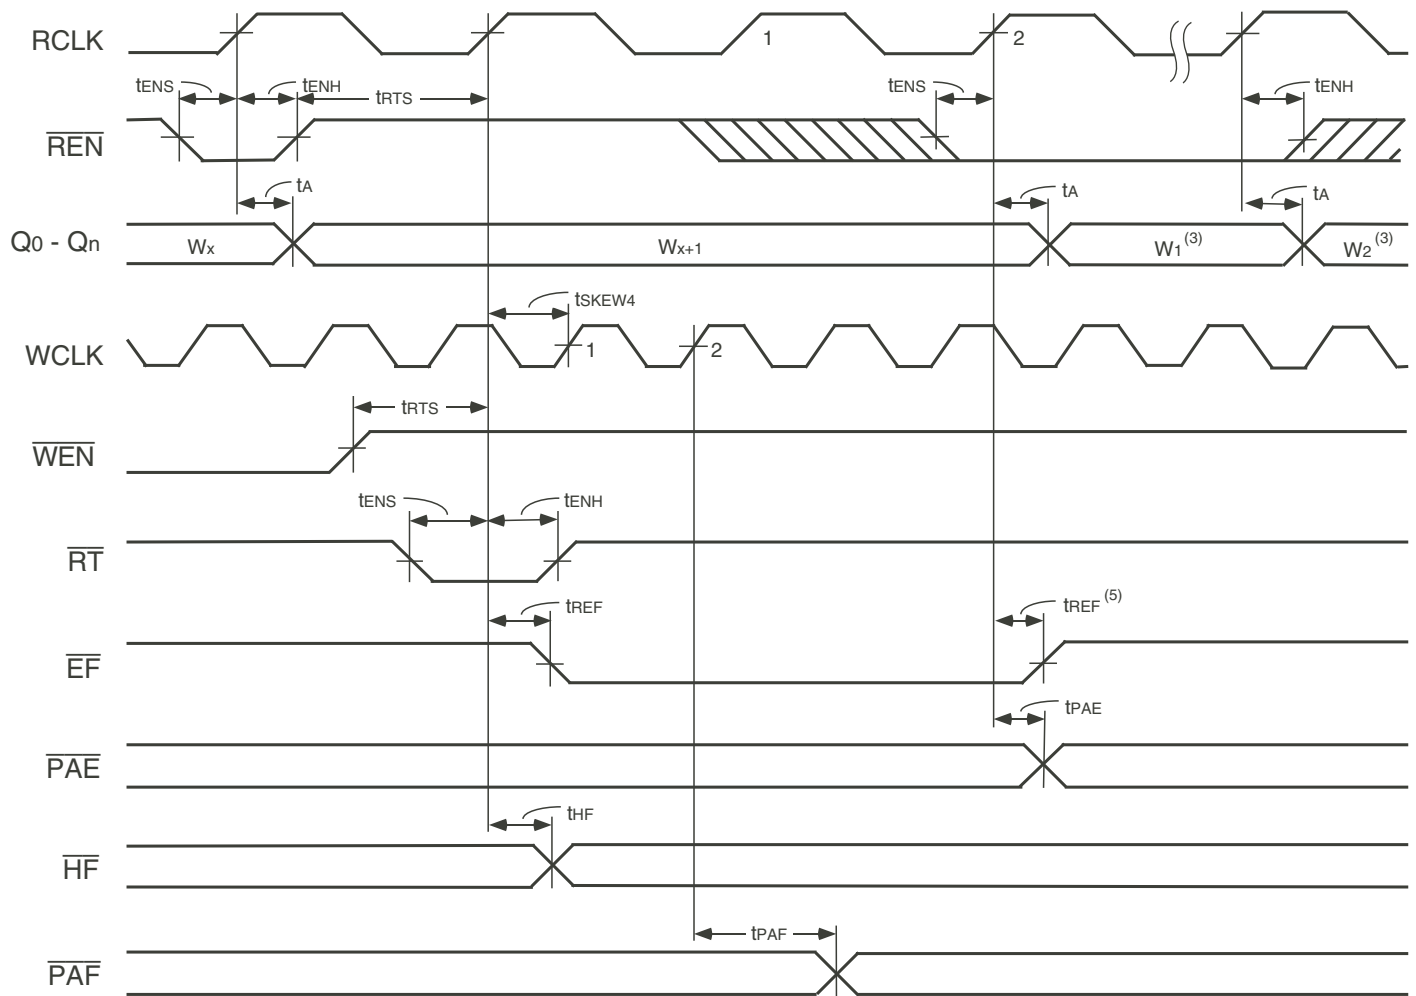 RCLK 1 2
tENS tENH tRTS tENS tENH
REN
tA tA tA
Q0 - Qn Wx Wx+1 W1(3) W2(3)
tSKEW4
WCLK 1 2
tRTS
WEN
tENS tENH
RT
tREF tREF(5)
EF
tPAE
PAE
tHF
HF
tPAF
PAF